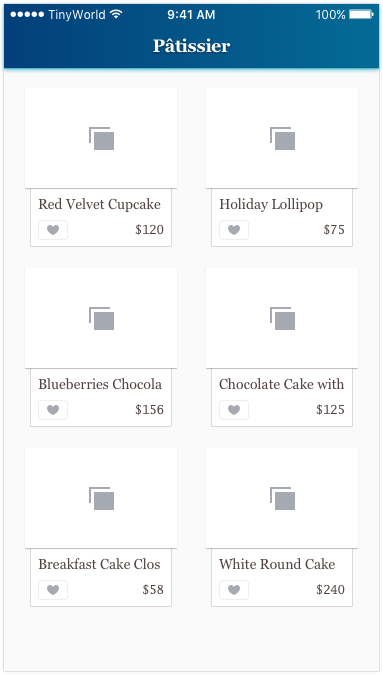 TinyWorld 9:41 AM 100%
Pâtissier
Red Velvet Cupcake
$120
Holiday Lollipop
$75
Blueberries Chocola
$156
Chocolate Cake with
$125
Breakfast Cake Clos
$58
White Round Cake
$240